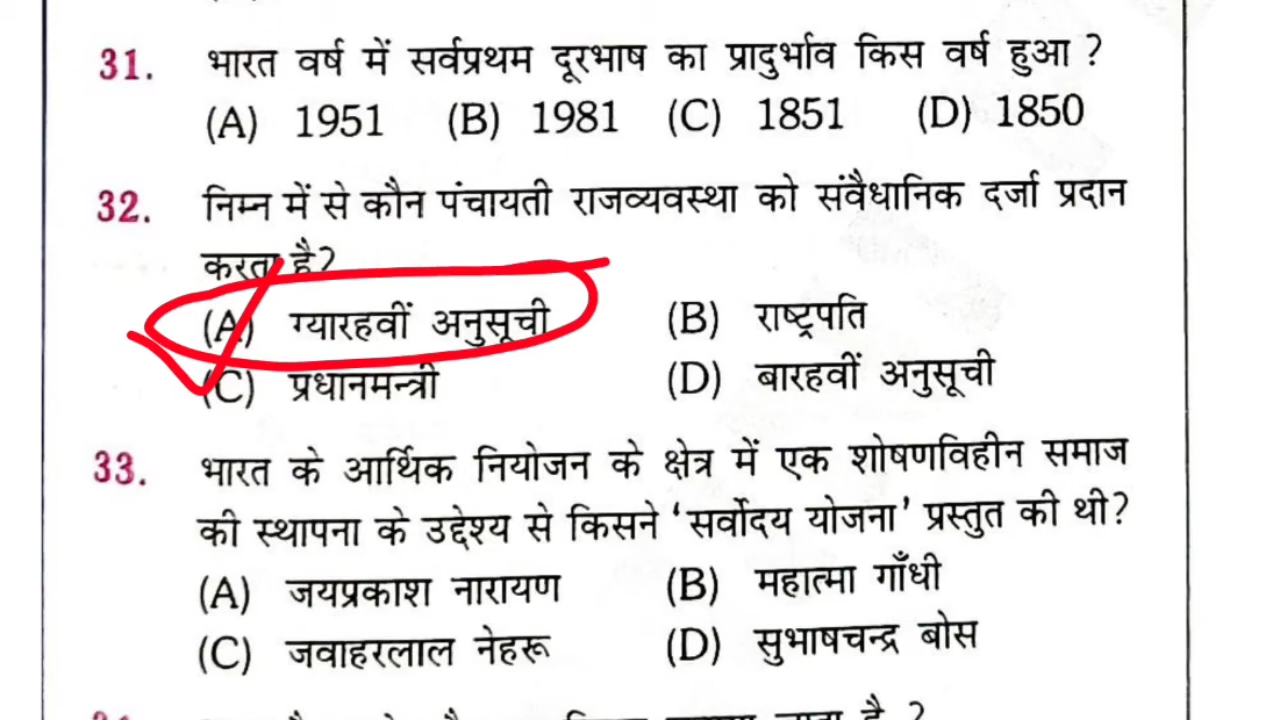 31. भारत वर्ष में सर्वप्रथम दूरभाष का प्रादुर्भाव किस वर्ष हुआ ?
(A) 1951 (B) 1981 (C) 1851 (D) 1850
32. निम्न में से कौन पंचायती राजव्यवस्था को संवैधानिक दर्जा प्रदान
करता है?
(A) ग्यारहवीं अनुसूची (B) राष्ट्रपति
(C) प्रधानमन्त्री (D) बारहवीं अनुसूची
33. भारत के आर्थिक नियोजन के क्षेत्र में एक शोषणविहीन समाज
की स्थापना के उद्देश्य से किसने ‘सर्वोदय योजना’ प्रस्तुत की थी?
(A) जयप्रकाश नारायण (B) महात्मा गाँधी
(C) जवाहरलाल नेहरू (D) सुभाषचन्द्र बोस
है ?